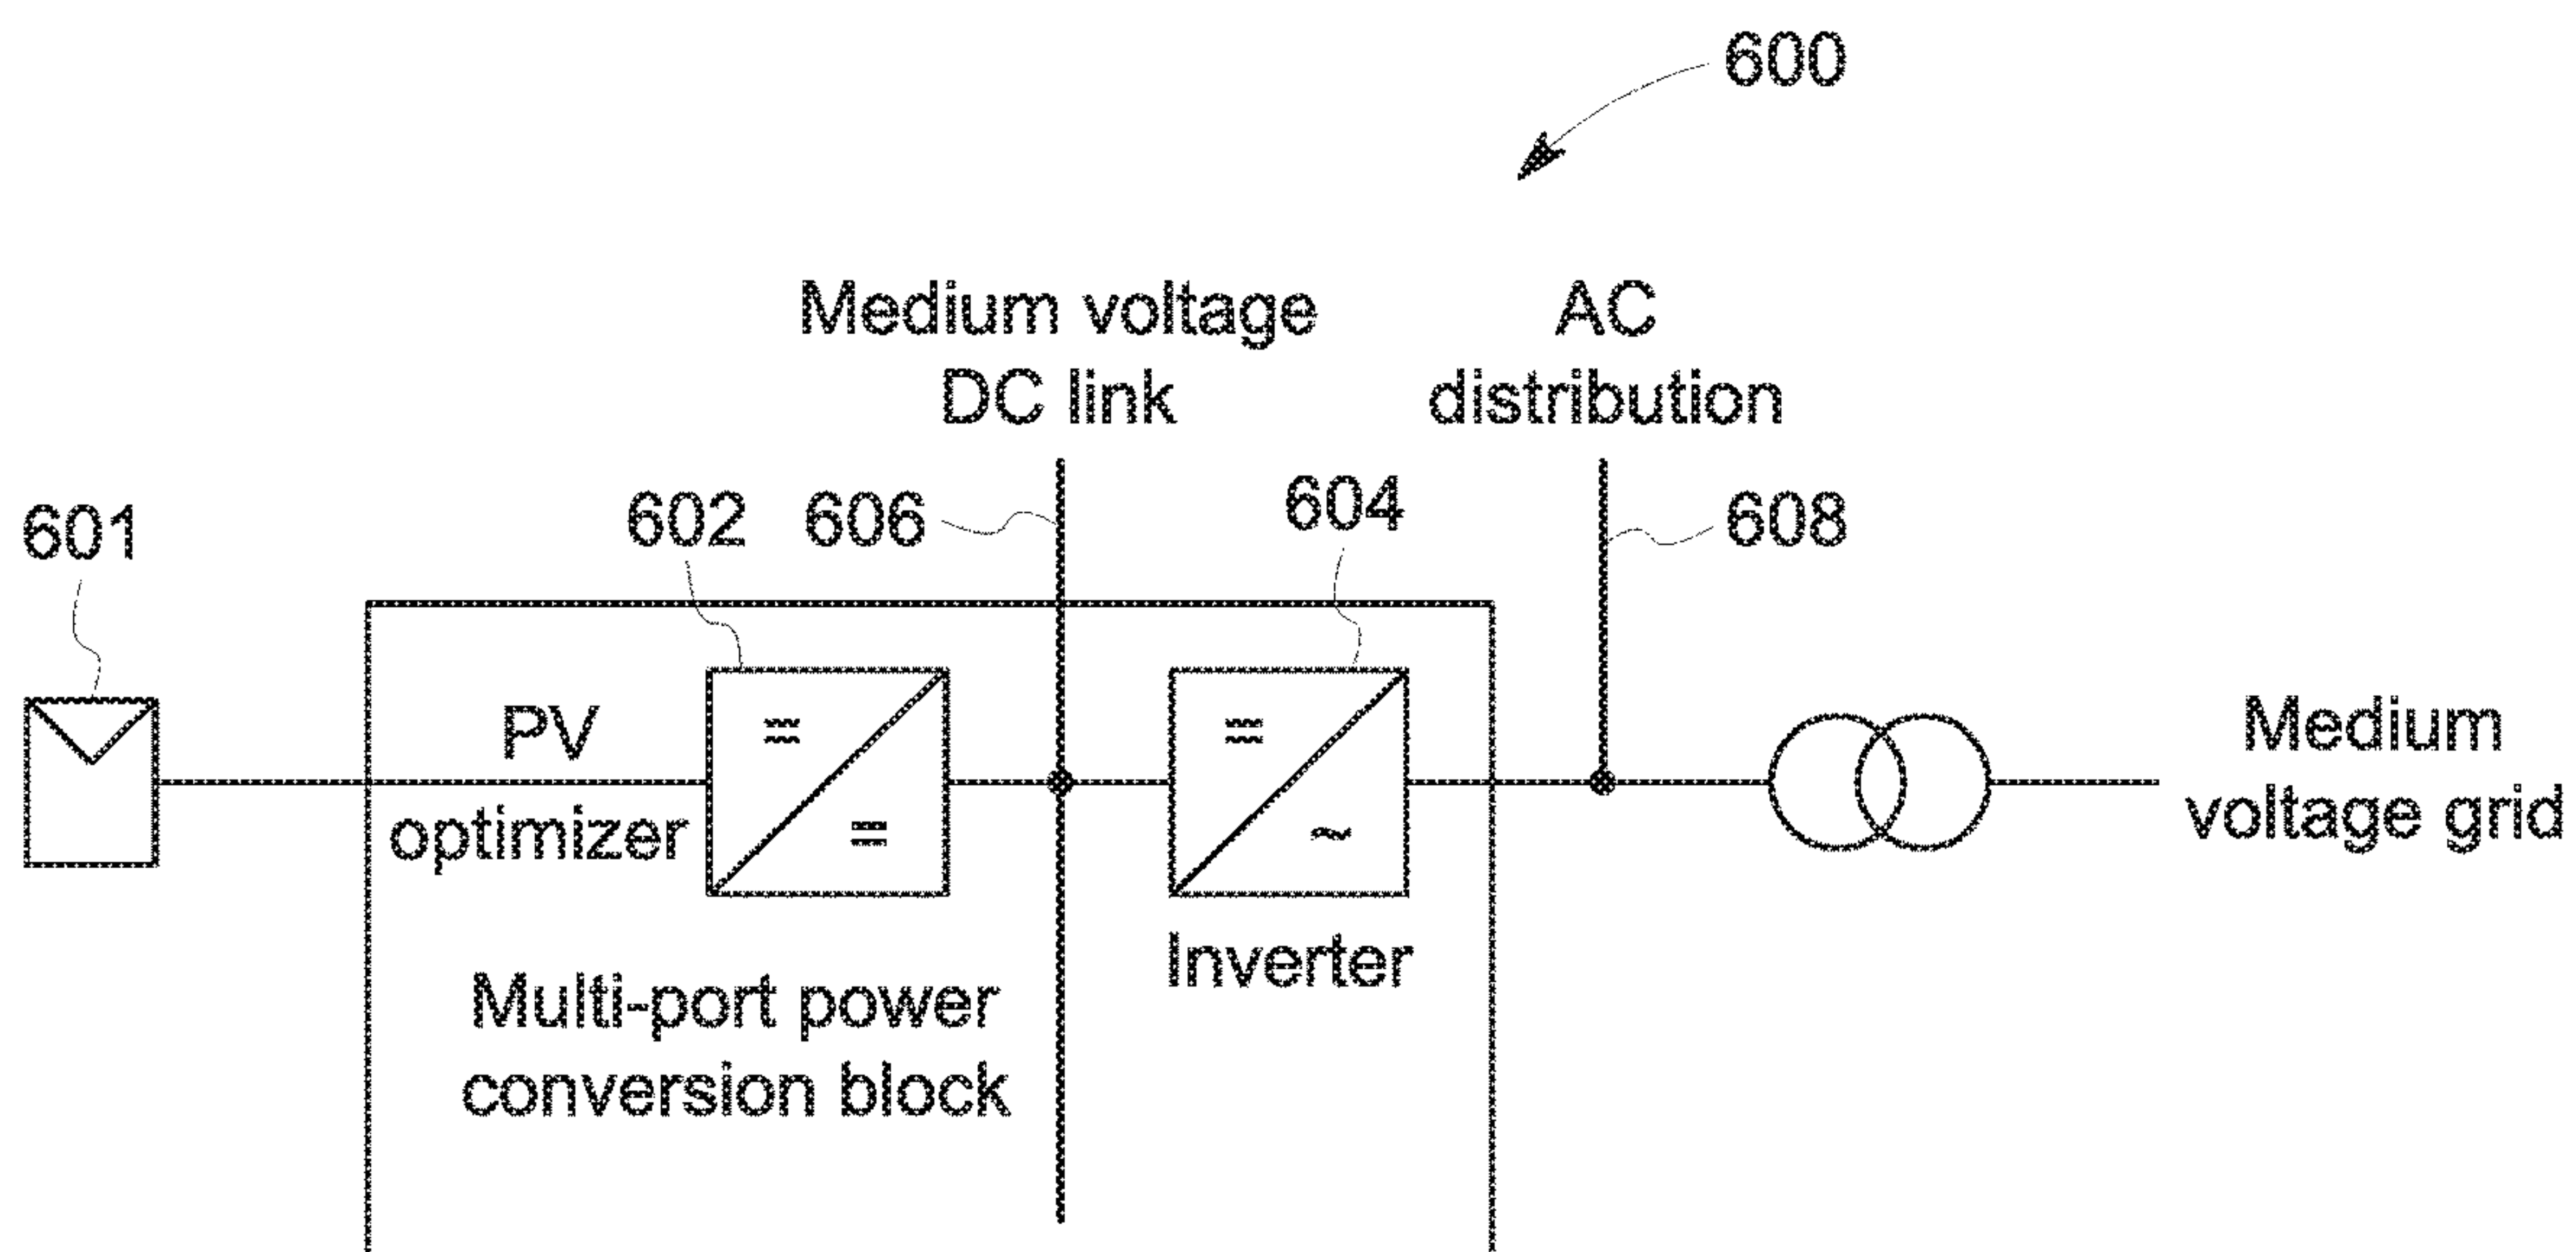 600
Medium voltage
DC link
AC
distribution
601
602
606
604
608
PV
optimizer
=
=
=
~
Inverter
Multi-port power
conversion block
Medium
voltage grid